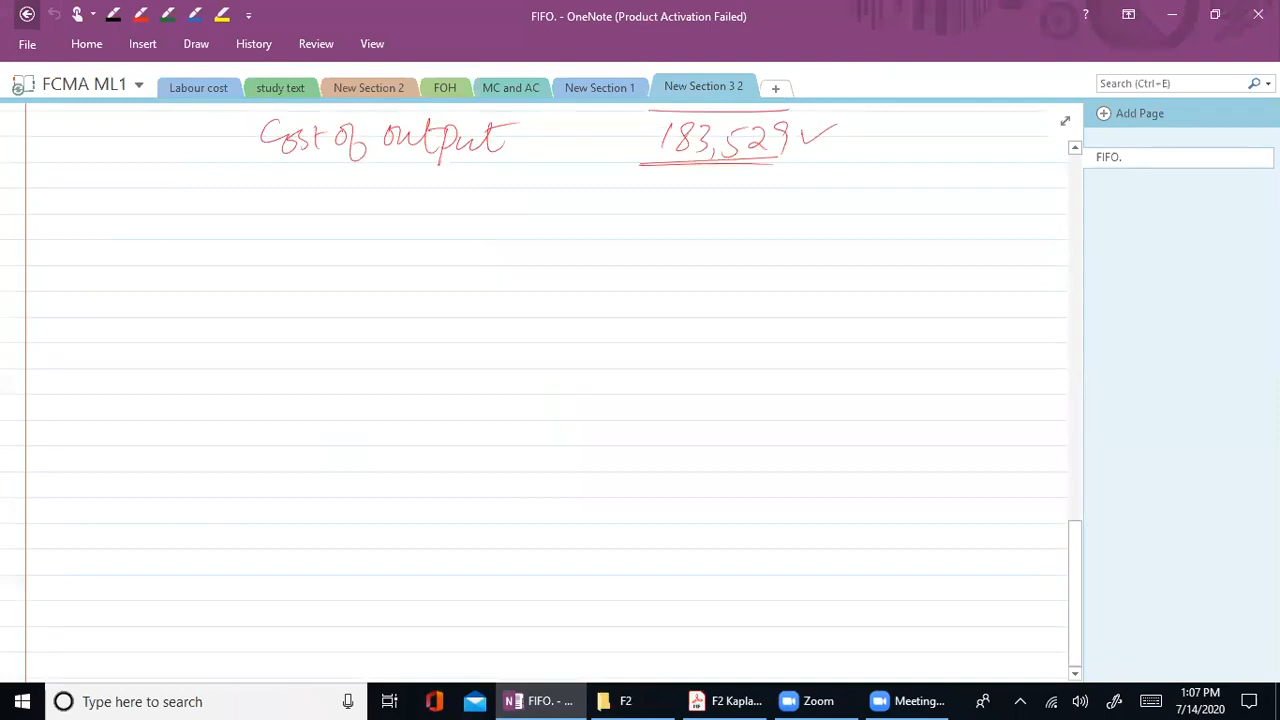 FIFO. - OneNote (Product Activation Failed)
?
File Home Insert Draw History Review View
FCMA ML1 Labour cost study text New Section 2 FOH MC and AC New Section 1 New Section 3 2 Search (Ctrl+E)
Add Page
Cost of output 183,529 ✓
FIFO.
Type here to search FIFO. - ... F2 F2 Kapla... Zoom Meeting... 1:07 PM
7/14/2020